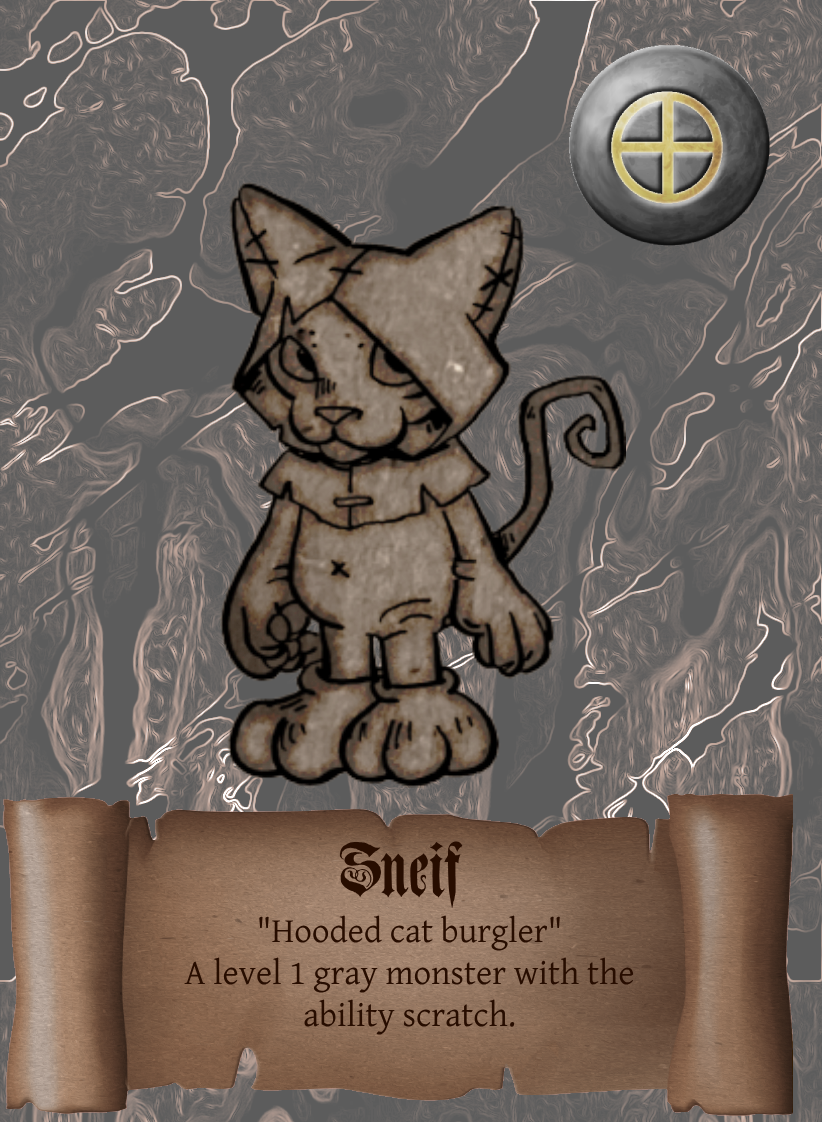 Sneif
"Hooded cat burgler"
A level 1 gray monster with the
ability scratch.